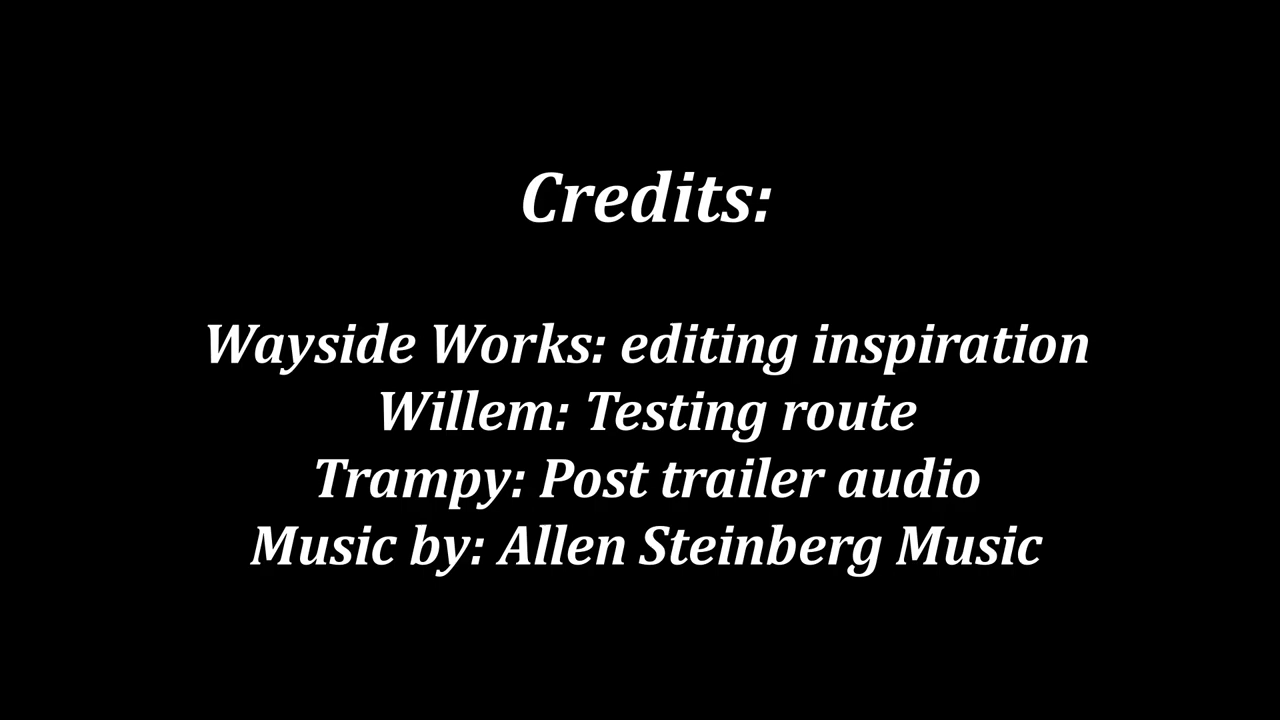 Credits:
Wayside Works: editing inspiration
Willem: Testing route
Trampy: Post trailer audio
Music by: Allen Steinberg Music